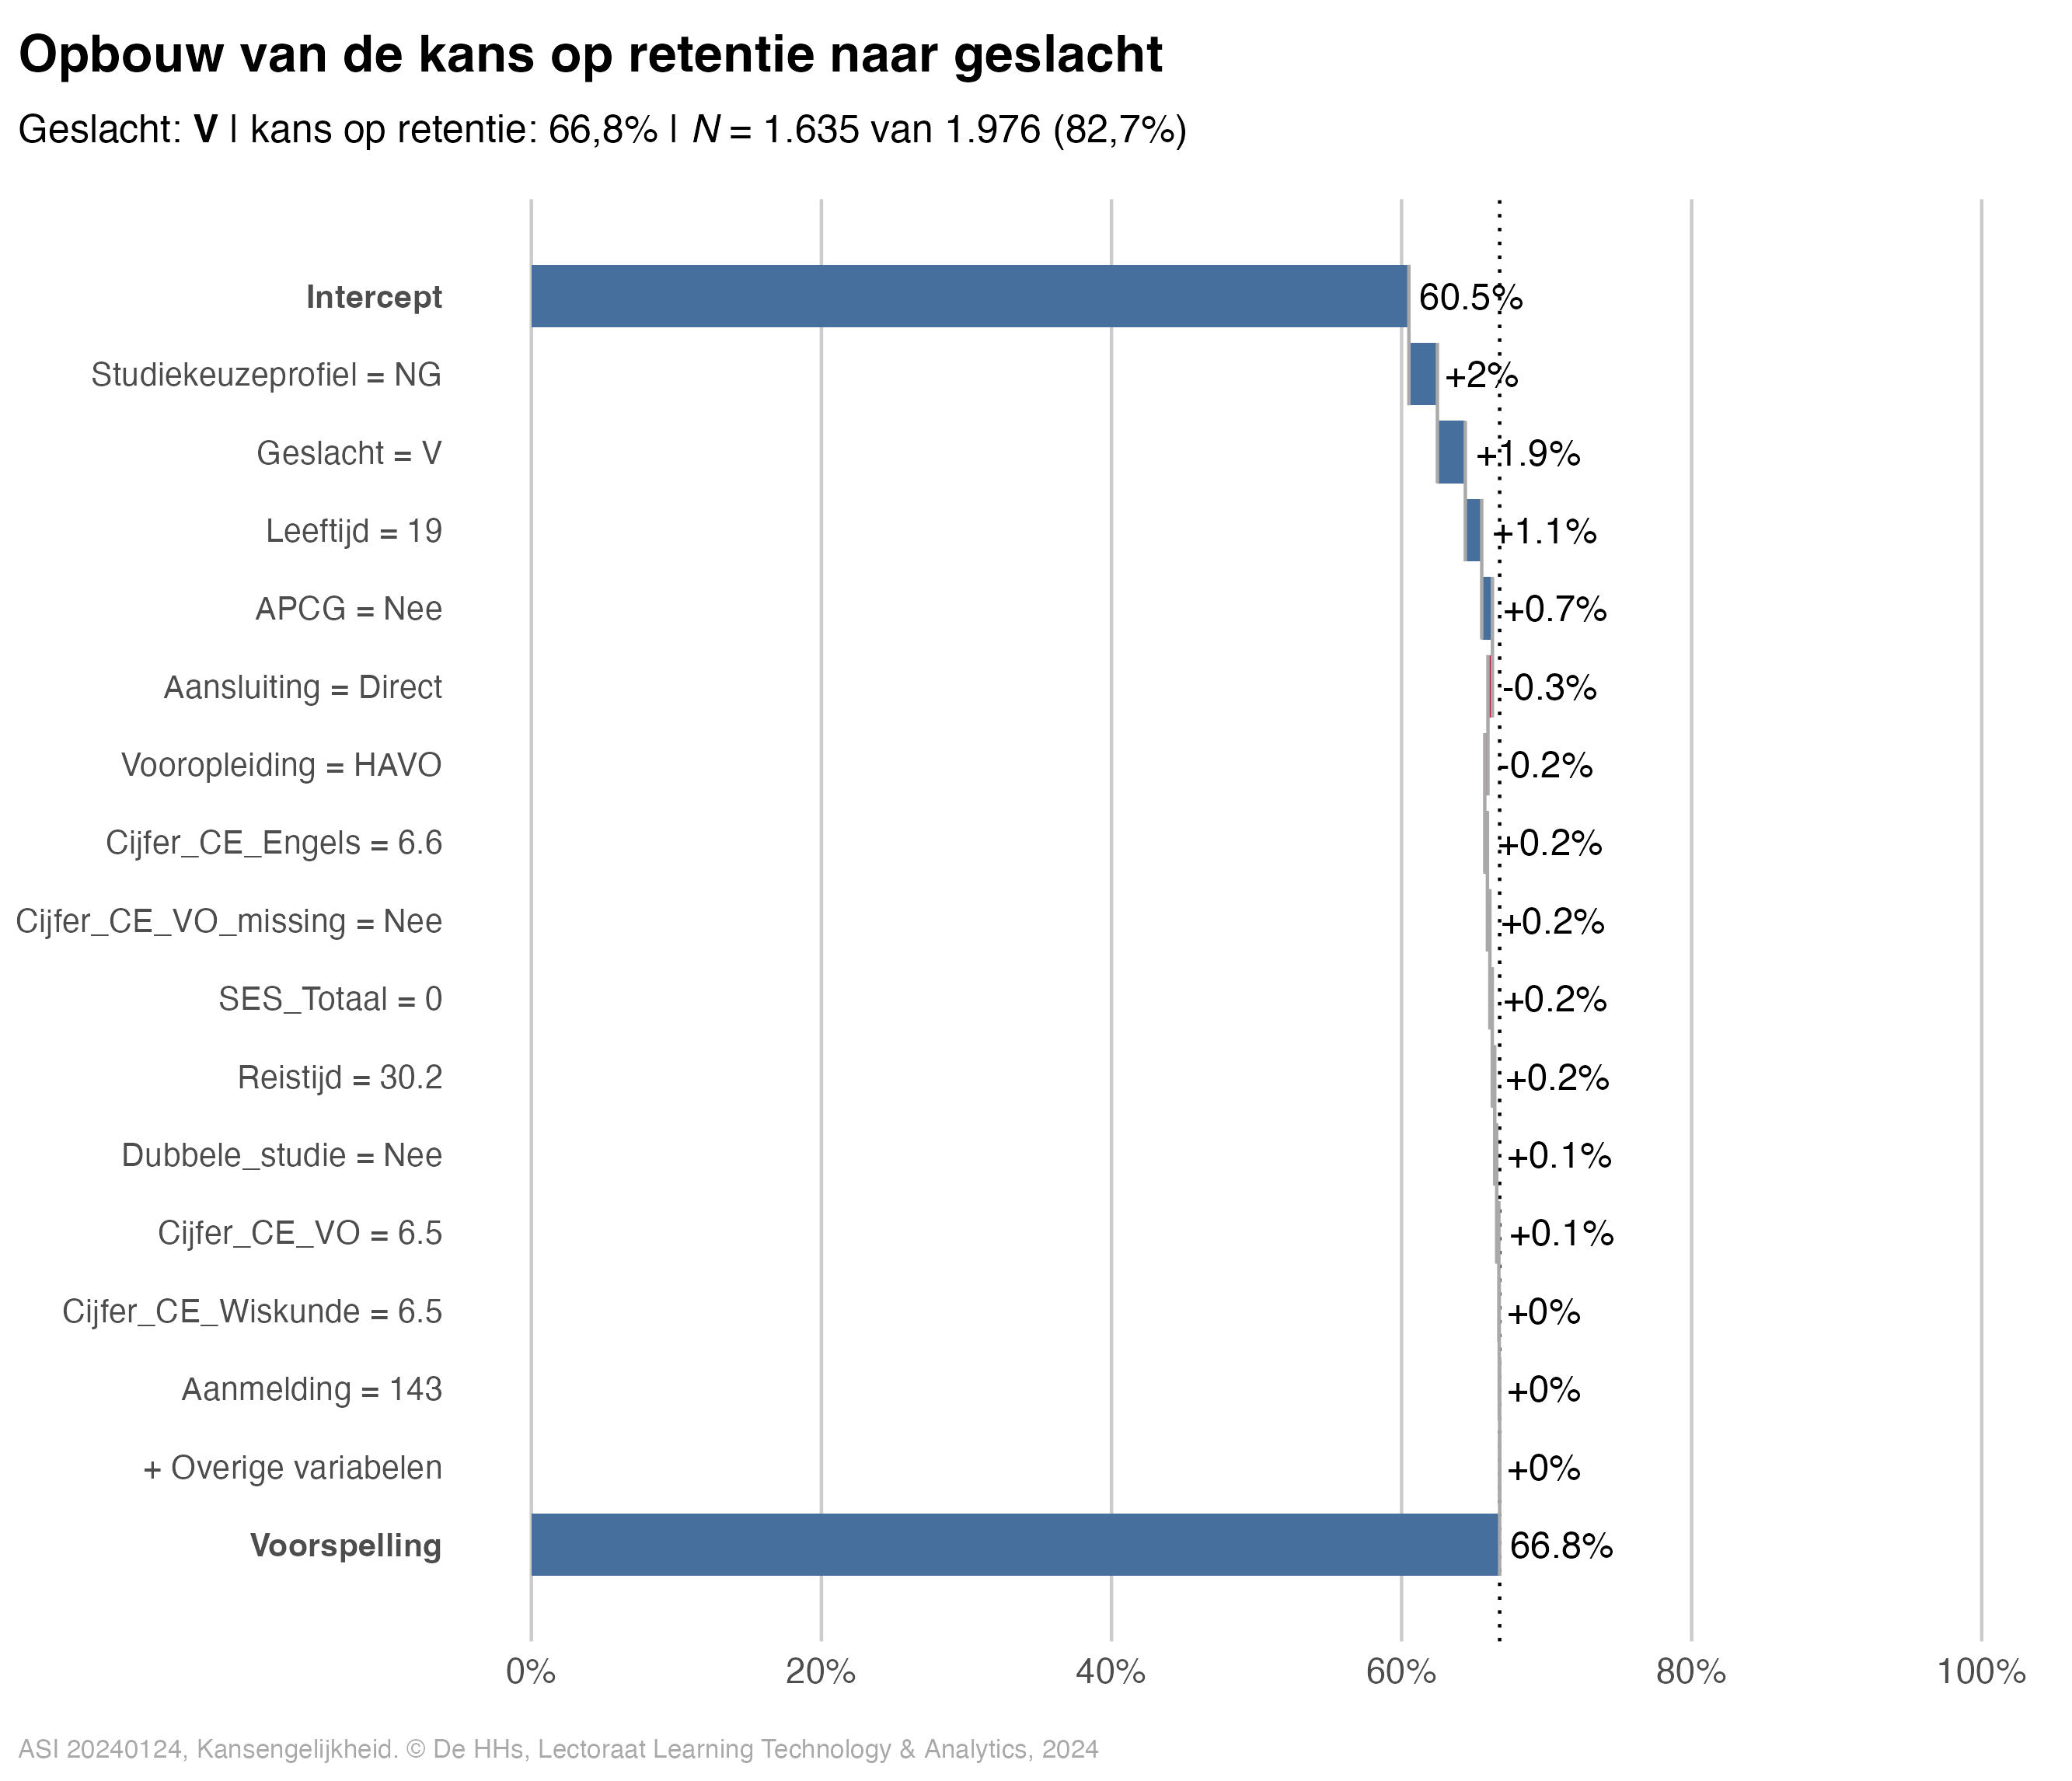 Opbouw van de kans op retentie naar geslacht
Geslacht: V | kans op retentie: 66,8% | N = 1.635 van 1.976 (82,7%)
Intercept 60.5%
Studiekeuzeprofiel = NG +2%
Geslacht = V +1.9%
Leeftijd = 19 +1.1%
APCG = Nee +0.7%
Aansluiting = Direct -0.3%
Vooropleiding = HAVO -0.2%
Cijfer_CE_Engels = 6.6 +0.2%
Cijfer_CE_VO_missing = Nee +0.2%
SES_Totaal = 0 +0.2%
Reistijd = 30.2 +0.2%
Dubbele_studie = Nee +0.1%
Cijfer_CE_VO = 6.5 +0.1%
Cijfer_CE_Wiskunde = 6.5 +0%
Aanmelding = 143 +0%
+ Overige variabelen +0%
Voorspelling 66.8%
0% 20% 40% 60% 80% 100%
ASI 20240124, Kansengelijkheid. © De HHs, Lectoraat Learning Technology & Analytics, 2024